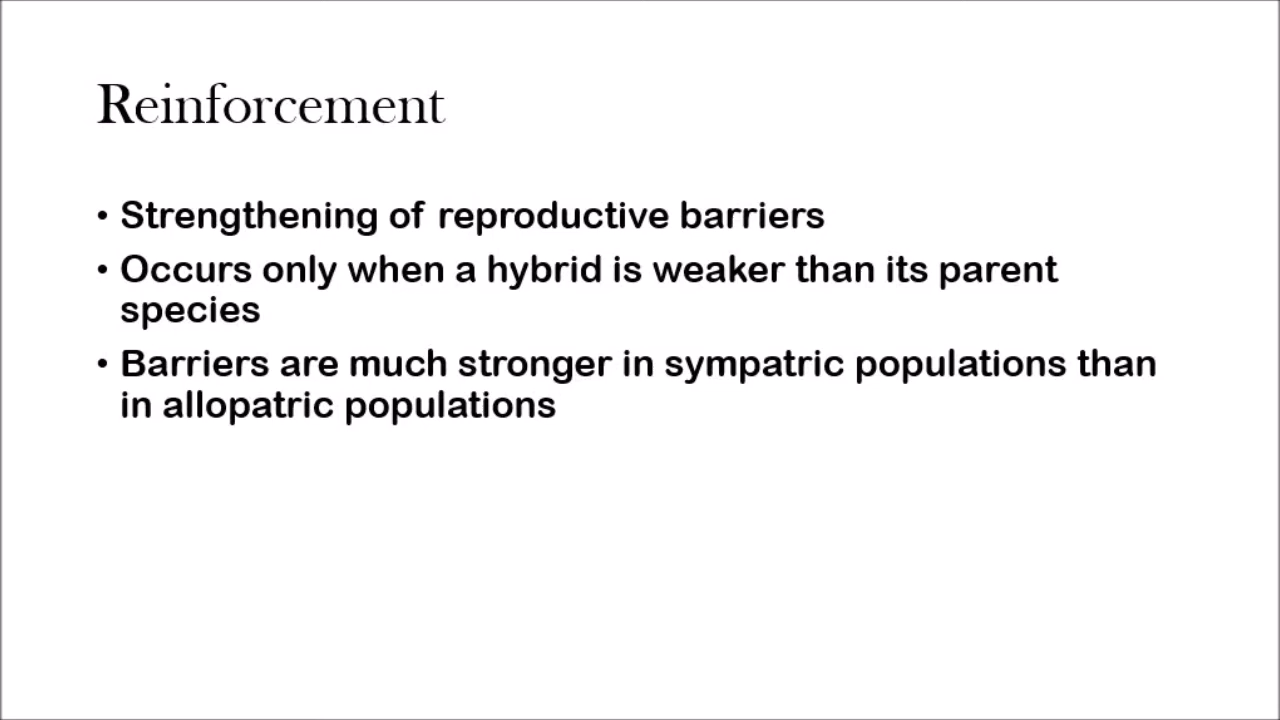 Reinforcement
• Strengthening of reproductive barriers
• Occurs only when a hybrid is weaker than its parent
species
• Barriers are much stronger in sympatric populations than
in allopatric populations